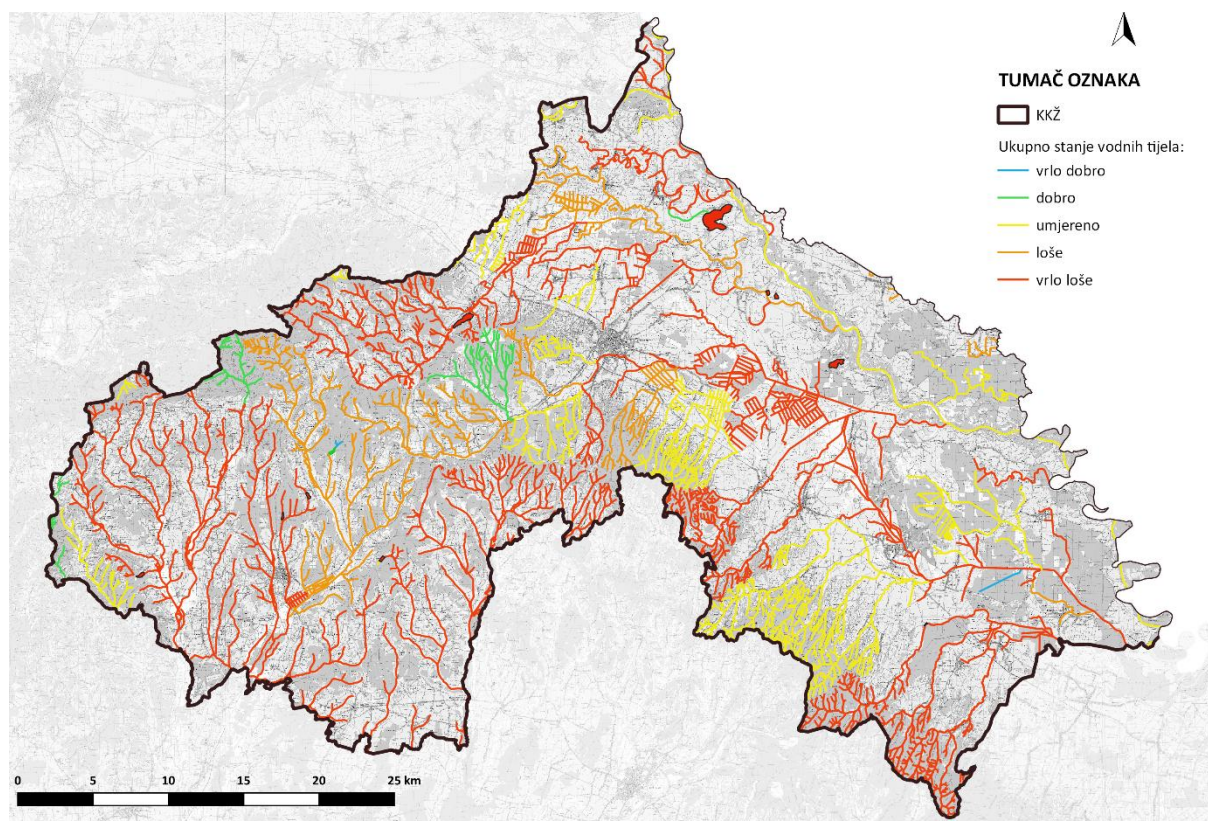 TUMAČ OZNAKA
KKŽ
Ukupno stanje vodnih tijela:
vrlo dobro
dobro
umjereno
loše
vrlo loše
0 5 10 15 20 25 km